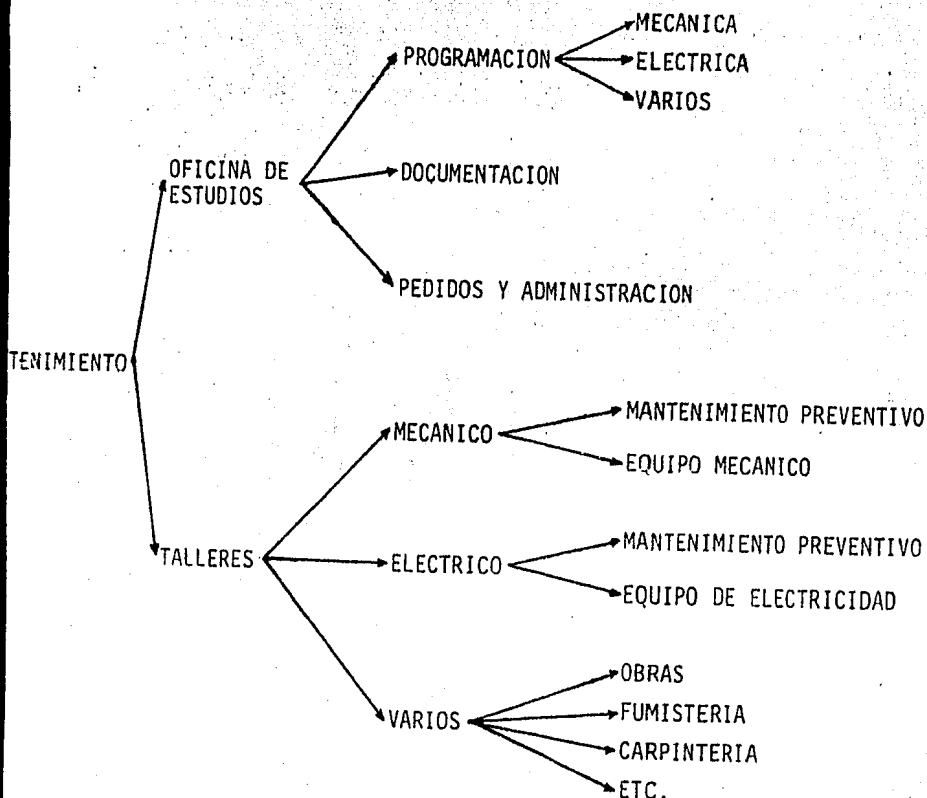 MECANICA
PROGRAMACION
ELECTRICA
VARIOS
OFICINA DE
ESTUDIOS
DOCUMENTACION
PEDIDOS Y ADMINISTRACION
TENIMIENTO
MECANICO
MANTENIMIENTO PREVENTIVO
EQUIPO MECANICO
TALLERES
ELECTRICO
MANTENIMIENTO PREVENTIVO
EQUIPO DE ELECTRICIDAD
VARIOS
OBRAS
FUMISTERIA
CARPINTERIA
ETC.